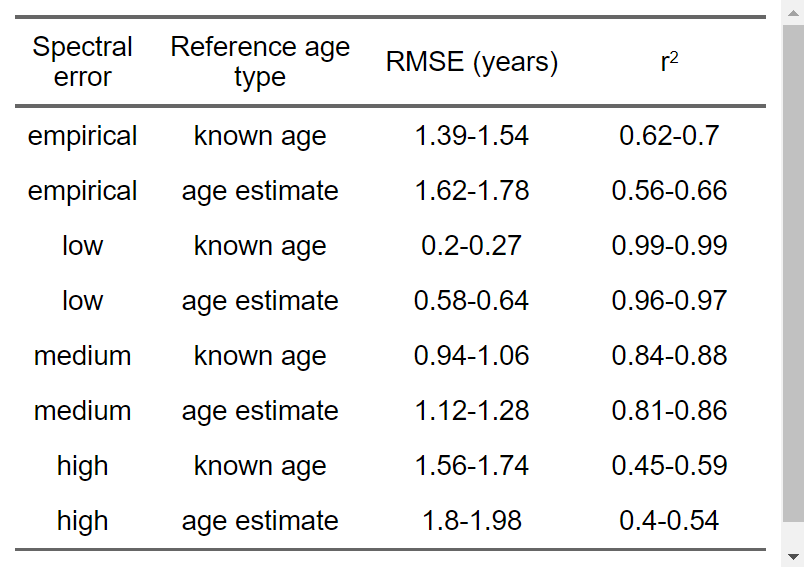 Spectral error Reference age type RMSE (years) r²
empirical known age 1.39-1.54 0.62-0.7
empirical age estimate 1.62-1.78 0.56-0.66
low known age 0.2-0.27 0.99-0.99
low age estimate 0.58-0.64 0.96-0.97
medium known age 0.94-1.06 0.84-0.88
medium age estimate 1.12-1.28 0.81-0.86
high known age 1.56-1.74 0.45-0.59
high age estimate 1.8-1.98 0.4-0.54